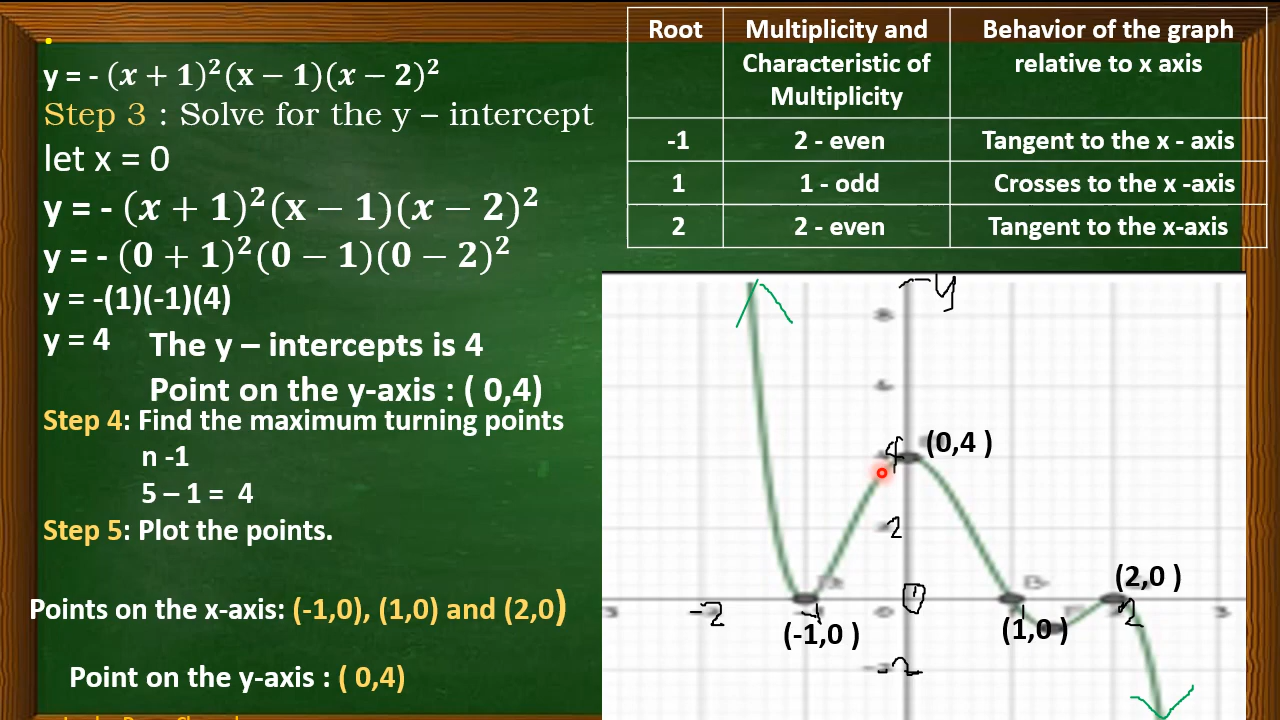 y = - (x + 1)²(x − 1)(x − 2)²
Step 3 : Solve for the y – intercept
let x = 0
y = - (x + 1)²(x − 1)(x − 2)²
y = - (0 + 1)²(0 − 1)(0 − 2)²
y = -(1)(-1)(4)
y = 4
The y – intercepts is 4
Point on the y-axis : ( 0,4)
Step 4: Find the maximum turning points
n -1
5 – 1 = 4
Step 5: Plot the points.
Points on the x-axis: (-1,0), (1,0) and (2,0)
Point on the y-axis : ( 0,4)
Root Multiplicity and Characteristic of Multiplicity Behavior of the graph relative to x axis
-1 2 - even Tangent to the x - axis
1 1 - odd Crosses to the x -axis
2 2 - even Tangent to the x-axis
y
4 (0,4 )
2
(2,0 )
-2 -1 0 1 2 3
(-1,0 ) (1,0 )
-2